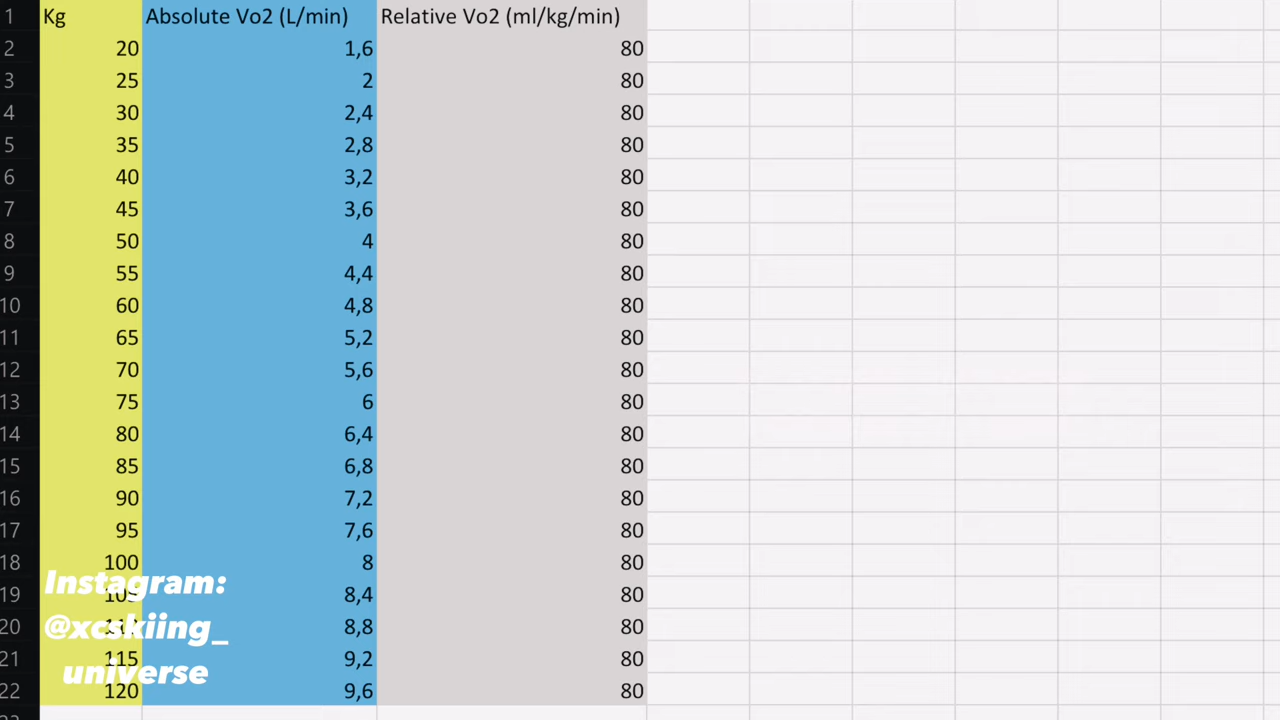 1 Kg Absolute Vo2 (L/min) Relative Vo2 (ml/kg/min)
2 20 1,6 80
3 25 2 80
4 30 2,4 80
5 35 2,8 80
6 40 3,2 80
7 45 3,6 80
8 50 4 80
9 55 4,4 80
10 60 4,8 80
11 65 5,2 80
12 70 5,6 80
13 75 6 80
14 80 6,4 80
15 85 6,8 80
16 90 7,2 80
17 95 7,6 80
18 100 8 80
19 105 8,4 80
20 8,8 80
21 115 9,2 80
22 120 9,6 80
Instagram:
@xcskiing_
universe